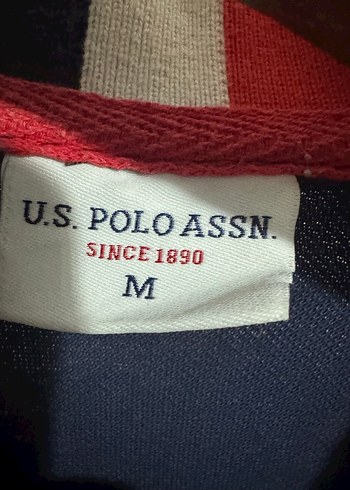 U.S. POLO ASSN.
SINCE 1890
M